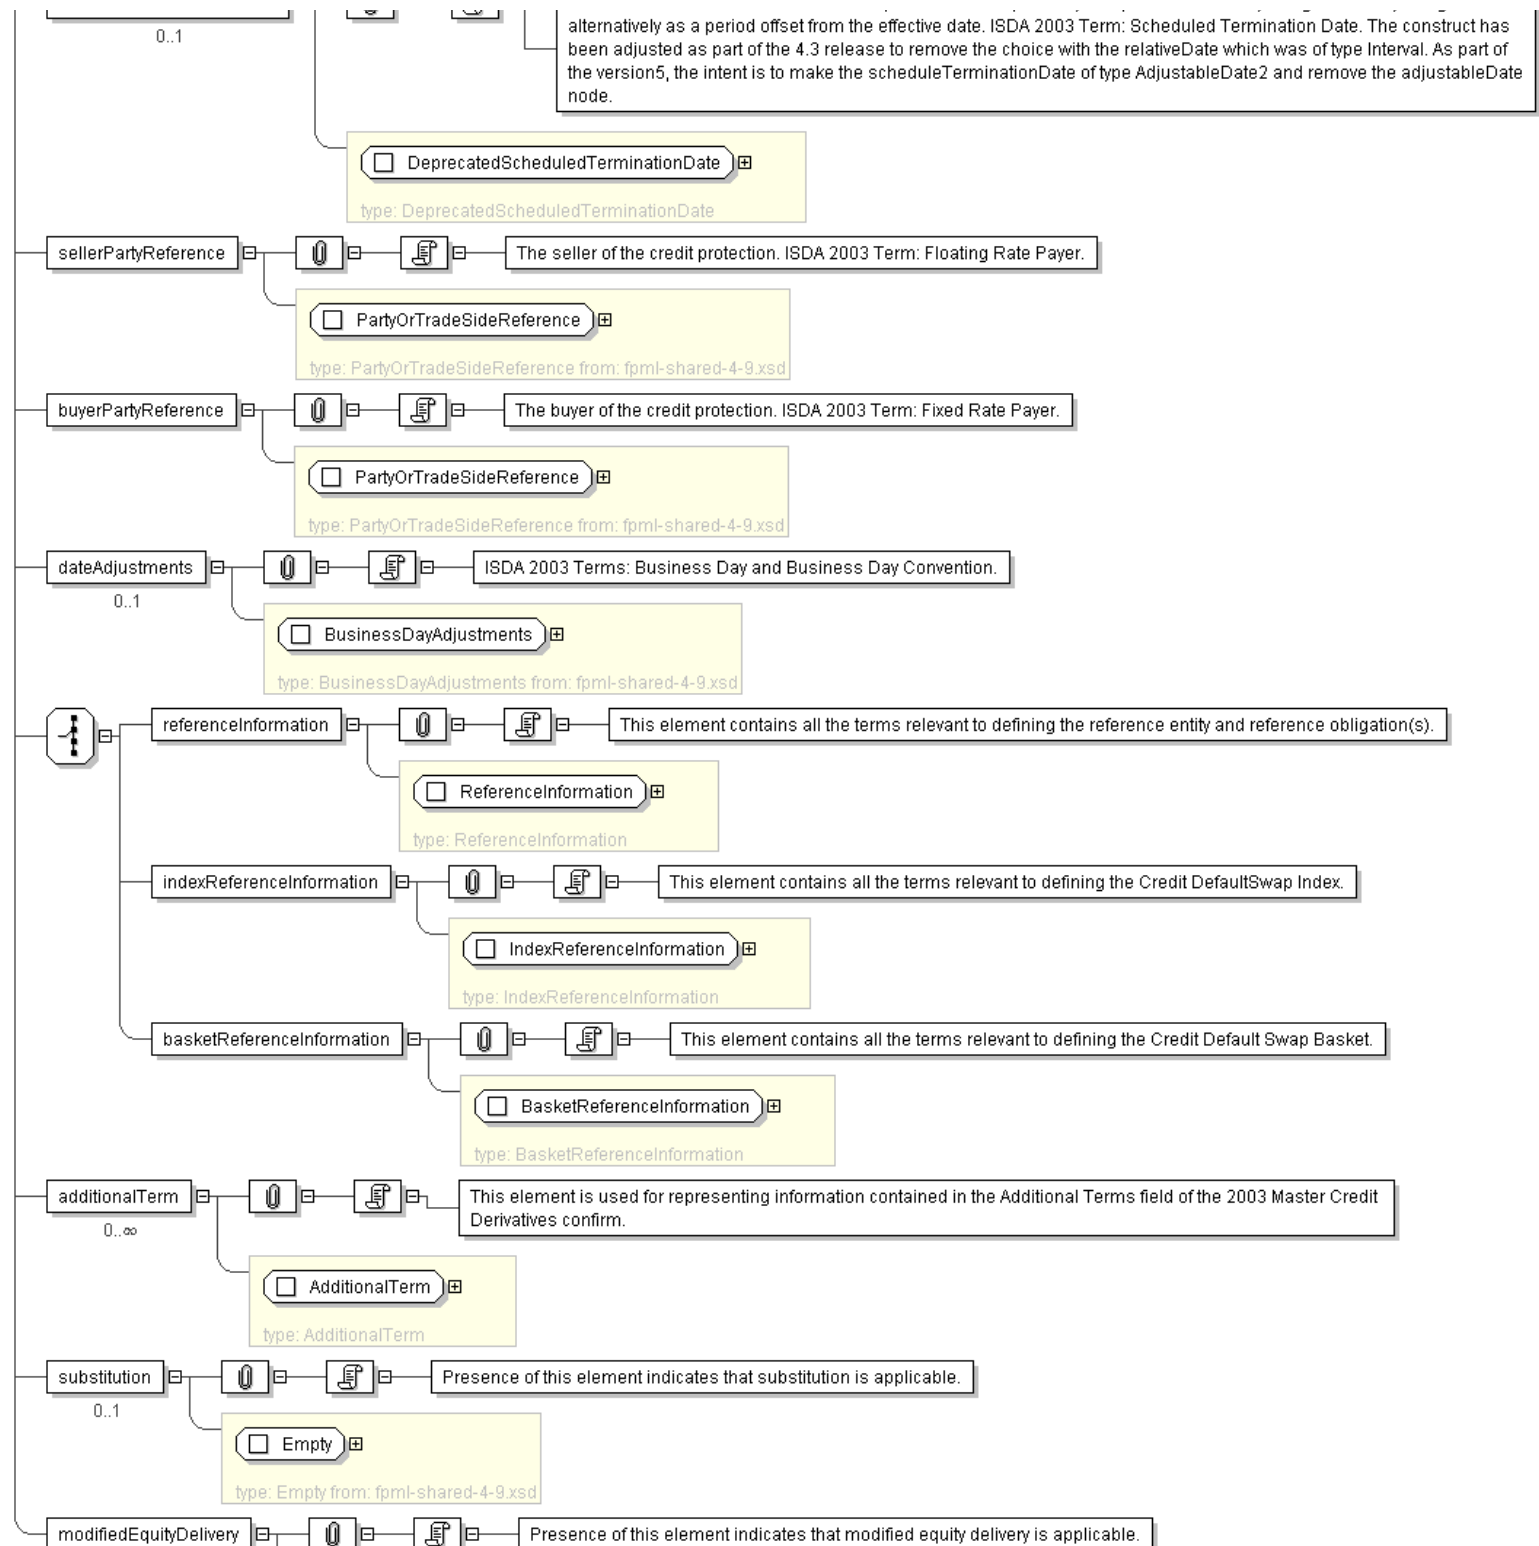 0..1
alternatively as a period offset from the effective date. ISDA 2003 Term: Scheduled Termination Date. The construct has
been adjusted as part of the 4.3 release to remove the choice with the relativeDate which was of type Interval. As part of
the version5, the intent is to make the scheduleTerminationDate of type AdjustableDate2 and remove the adjustableDate
node.
DeprecatedScheduledTerminationDate
type: DeprecatedScheduledTerminationDate
sellerPartyReference
The seller of the credit protection. ISDA 2003 Term: Floating Rate Payer.
PartyOrTradeSideReference
type: PartyOrTradeSideReference from: fpml-shared-4-9.xsd
buyerPartyReference
The buyer of the credit protection. ISDA 2003 Term: Fixed Rate Payer.
PartyOrTradeSideReference
type: PartyOrTradeSideReference from: fpml-shared-4-9.xsd
dateAdjustments
ISDA 2003 Terms: Business Day and Business Day Convention.
0..1
BusinessDayAdjustments
type: BusinessDayAdjustments from: fpml-shared-4-9.xsd
referenceInformation
This element contains all the terms relevant to defining the reference entity and reference obligation(s).
ReferenceInformation
type: ReferenceInformation
indexReferenceInformation
This element contains all the terms relevant to defining the Credit DefaultSwap Index.
IndexReferenceInformation
type: IndexReferenceInformation
basketReferenceInformation
This element contains all the terms relevant to defining the Credit Default Swap Basket.
BasketReferenceInformation
type: BasketReferenceInformation
additionalTerm
This element is used for representing information contained in the Additional Terms field of the 2003 Master Credit
Derivatives confirm.
0..∞
AdditionalTerm
type: AdditionalTerm
substitution
Presence of this element indicates that substitution is applicable.
0..1
Empty
type: Empty from: fpml-shared-4-9.xsd
modifiedEquityDelivery
Presence of this element indicates that modified equity delivery is applicable.